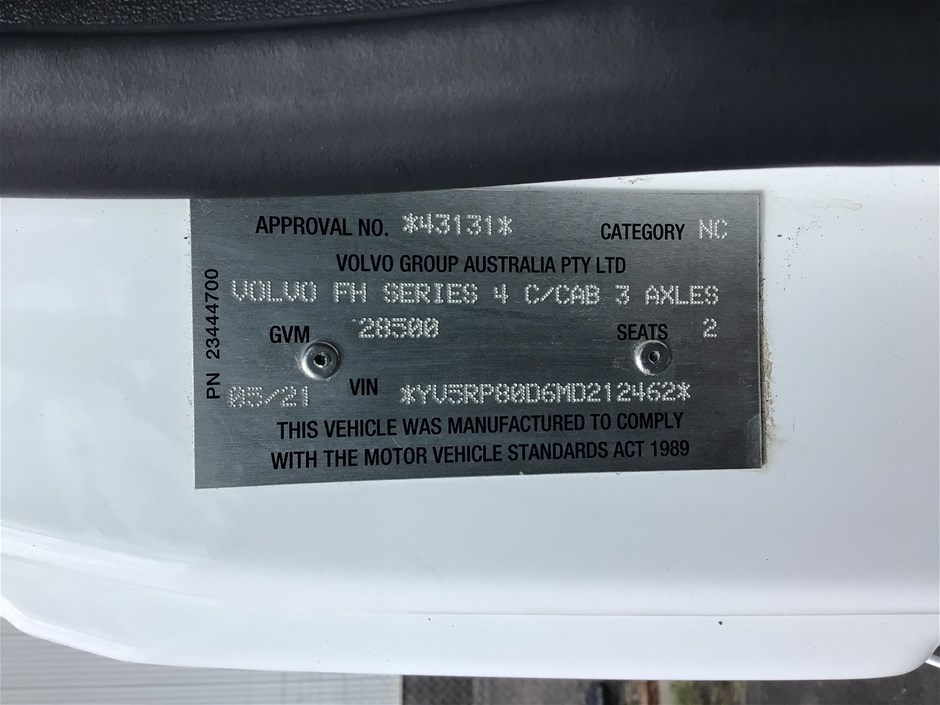 APPROVAL NO. *43131* CATEGORY NC
VOLVO GROUP AUSTRALIA PTY LTD
VOLVO FH SERIES 4 C/CAB 3 AXLES
GVM 28500 SEATS 2
05/21 VIN *YV5RP80D6MD212462*
THIS VEHICLE WAS MANUFACTURED TO COMPLY
WITH THE MOTOR VEHICLE STANDARDS ACT 1989
PN 23444700